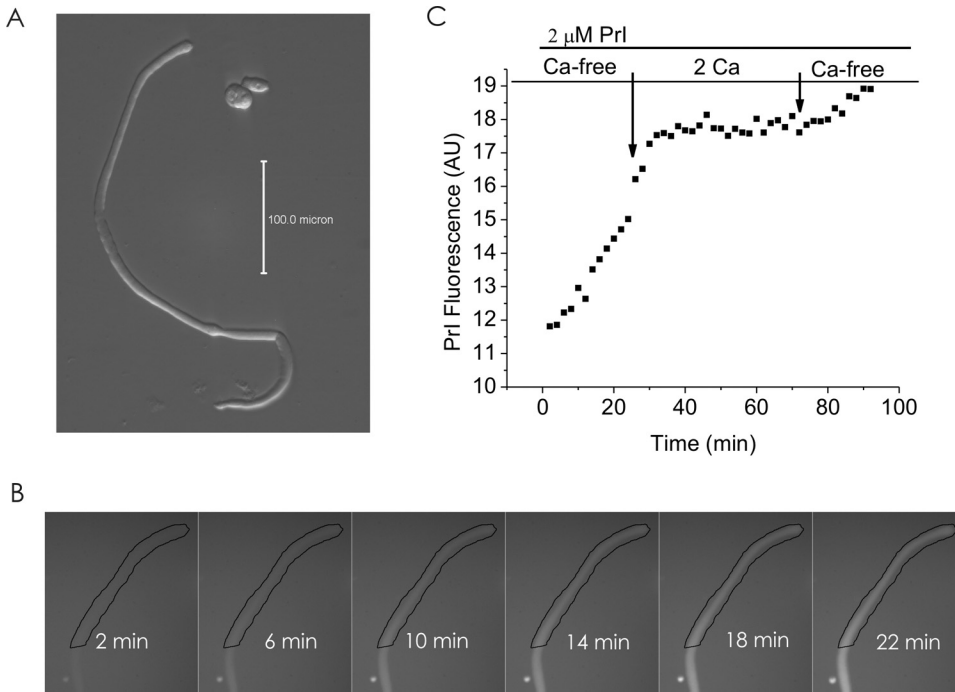 A
100.0 micron
C
2 μM PrI
Ca-free 2 Ca Ca-free
19
18
17
16
15
14
13
12
11
10
PrI Fluorescence (AU)
0 20 40 60 80 100
Time (min)
B
2 min 6 min 10 min 14 min 18 min 22 min